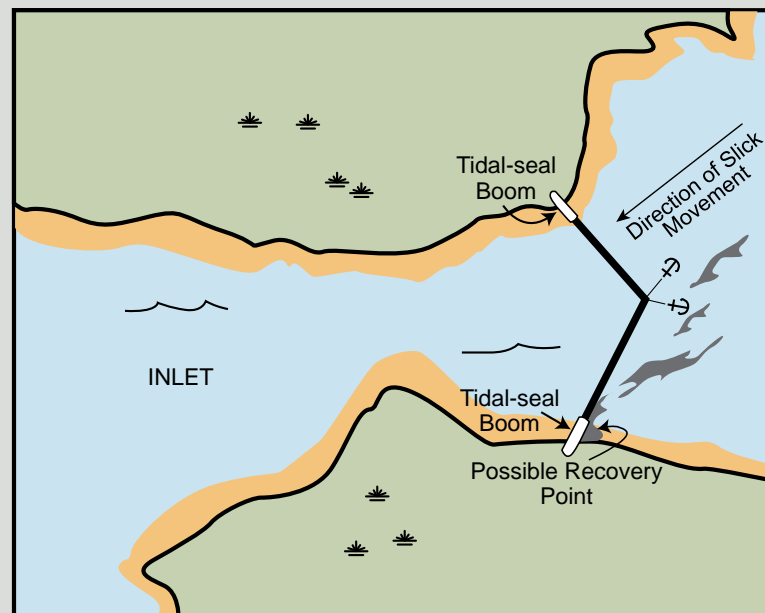 Tidal-seal
Boom
Direction of Slick
Movement
INLET
Tidal-seal
Boom
Possible Recovery
Point